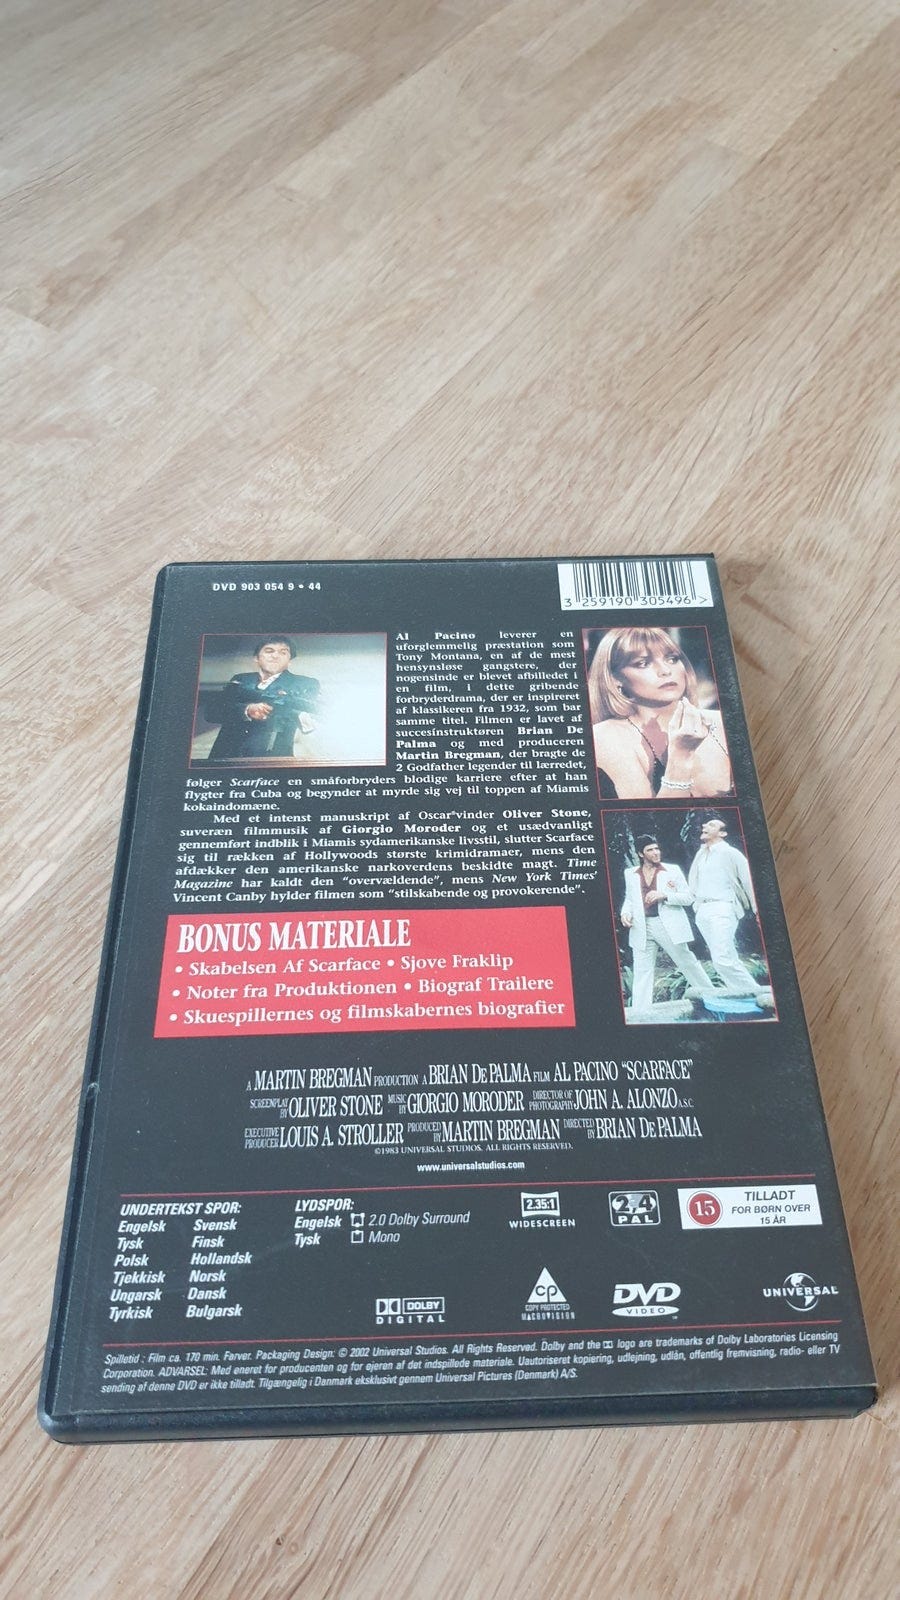 DVD 903 054 9 • 44
3 259190 305496 >
Al Pacino leverer en
uforglemmelig præstation som
Tony Montana, en af de mest
hensynsløse gangstere, der
nogensinde er blevet afbilledet i
en film, i dette gribende
forbryderdrama, der er inspireret
af klassikeren fra 1932, som bar
samme titel. Filmen er lavet af
succesinstruktøren Brian De
Palma og med produceren
Martin Bregman, der bragte de
2 Godfather legender til lærredet,
følger Scarface en småforbryders blodige karriere efter at han
flygter fra Cuba og begynder at myrde sig vej til toppen af Miamis
kokaindomæne.
Med et intenst manuskript af Oscar®vinder Oliver Stone,
suveræn filmmusik af Giorgio Moroder og et usædvanligt
gennemført indblik i Miamis sydamerikanske livsstil, slutter Scarface
sig til rækken af Hollywoods største krimidramaer, mens den
afdækker den amerikanske narkoverdens beskidte magt. Time
Magazine har kaldt den “overvældende”, mens New York Times'
Vincent Canby hylder filmen som “stilskabende og provokerende”.
BONUS MATERIALE
• Skabelsen Af Scarface • Sjove Fraklip
• Noter fra Produktionen • Biograf Trailere
• Skuespillernes og filmskabernes biografier
A MARTIN BREGMAN PRODUCTION A BRIAN DE PALMA FILM AL PACINO “SCARFACE”
SCREENPLAY BY OLIVER STONE MUSIC BY GIORGIO MORODER DIRECTOR OF PHOTOGRAPHY JOHN A. ALONZO A.S.C.
EXECUTIVE PRODUCER LOUIS A. STROLLER PRODUCED BY MARTIN BREGMAN DIRECTED BY BRIAN DE PALMA
©1983 UNIVERSAL STUDIOS. ALL RIGHTS RESERVED.
www.universalstudios.com
UNDERTEKST SPOR:
Engelsk Svensk
Tysk Finsk
Polsk Hollandsk
Tjekkisk Norsk
Ungarsk Dansk
Tyrkisk Bulgarsk
LYDSPOR:
Engelsk 2.0 Dolby Surround
Tysk Mono
2.35:1
WIDESCREEN
2 4
PAL
15
TILLADT
FOR BØRN OVER
15 ÅR
DOLBY
DIGITAL
CP
COPY PROTECTED
MACROVISION
DVD
VIDEO
UNIVERSAL
Spilletid : Film ca. 170 min. Farver. Packaging Design: © 2002 Universal Studios. All Rights Reserved. Dolby and the logo are trademarks of Dolby Laboratories Licensing
Corporation. ADVARSEL: Med eneret for producenten og for ejeren af det indspillede materiale. Uautoriseret kopiering, udlejning, udlån, offentlig fremvisning, radio- eller TV
sending af denne DVD er ikke tilladt. Tilgængelig i Danmark eksklusivt gennem Universal Pictures (Denmark) A/S.